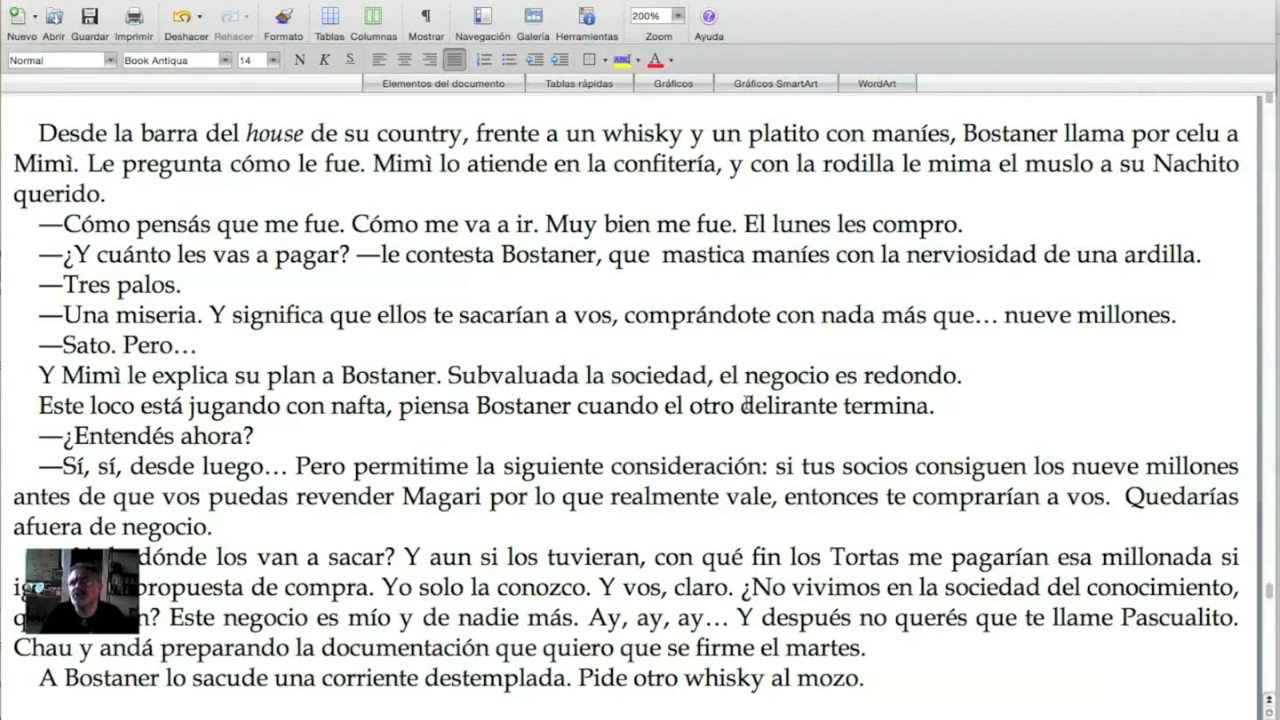 Nuevo Abrir Guardar Imprimir Deshacer Rehacer Formato Tablas Columnas Mostrar Navegación Galería Herramientas 200% Zoom Ayuda
Normal Book Antiqua 14 N K S
Elementos del documento Tablas rápidas Gráficos Gráficos SmartArt WordArt
Desde la barra del house de su country, frente a un whisky y un platito con maníes, Bostaner llama por celu a
Mimì. Le pregunta cómo le fue. Mimì lo atiende en la confitería, y con la rodilla le mima el muslo a su Nachito
querido.
—Cómo pensás que me fue. Cómo me va a ir. Muy bien me fue. El lunes les compro.
—¿Y cuánto les vas a pagar? —le contesta Bostaner, que mastica maníes con la nerviosidad de una ardilla.
—Tres palos.
—Una miseria. Y significa que ellos te sacarían a vos, comprándote con nada más que… nueve millones.
—Sato. Pero…
Y Mimì le explica su plan a Bostaner. Subvaluada la sociedad, el negocio es redondo.
Este loco está jugando con nafta, piensa Bostaner cuando el otro delirante termina.
—¿Entendés ahora?
—Sí, sí, desde luego… Pero permitime la siguiente consideración: si tus socios consiguen los nueve millones
antes de que vos puedas revender Magari por lo que realmente vale, entonces te comprarían a vos. Quedarías
afuera de negocio.
dónde los van a sacar? Y aun si los tuvieran, con qué fin los Tortas me pagarían esa millonada si
propuesta de compra. Yo solo la conozco. Y vos, claro. ¿No vivimos en la sociedad del conocimiento,
Este negocio es mío y de nadie más. Ay, ay, ay… Y después no querés que te llame Pascualito.
Chau y andá preparando la documentación que quiero que se firme el martes.
A Bostaner lo sacude una corriente destemplada. Pide otro whisky al mozo.